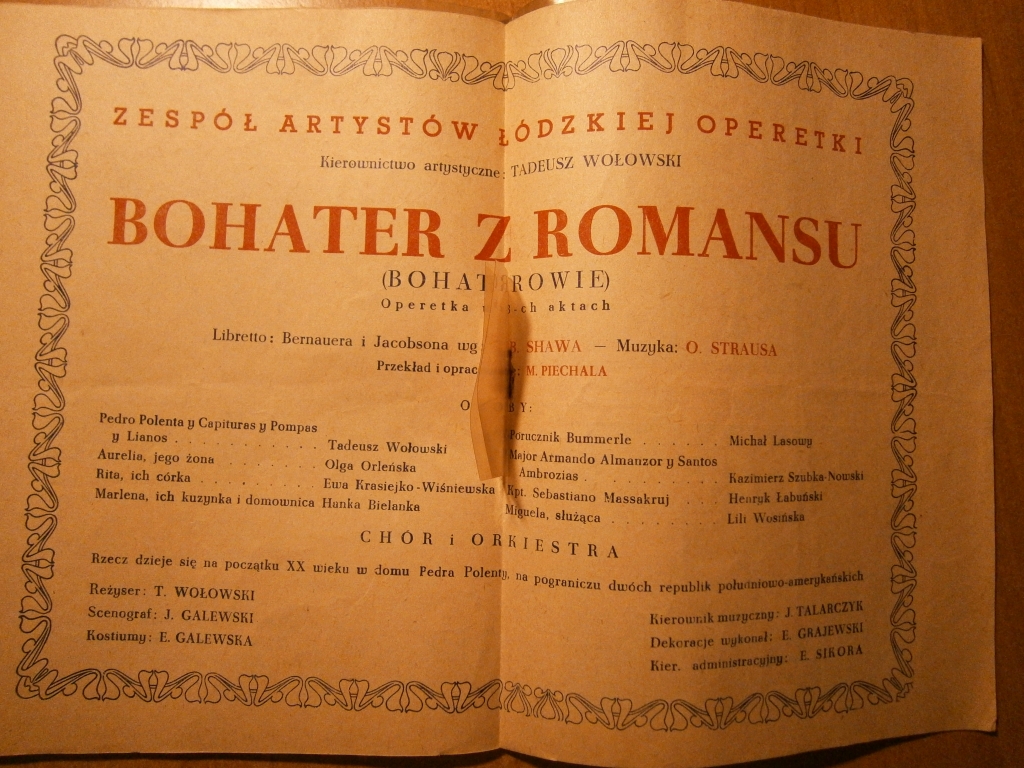 ZESPÓŁ ARTYSTÓW ŁÓDZKIEJ OPERETKI
Kierownictwo artystyczne: TADEUSZ WOŁOWSKI
BOHATER Z ROMANSU
(BOHATEROWIE)
Operetka 3-ch aktach
Libretto: Bernauera i Jacobsona wg B. SHAWA — Muzyka: O. STRAUSA
Przekład i M. PIECHALA
Pedro Polenta y Capituras y Pompas
y Lianos . . . . . . . . . . . Tadeusz Wołowski
Aurelia, jego żona . . . . . . . . Olga Orleńska
Rita, ich córka . . . . . . . . . . Ewa Krasiejko-Wiśniewska
Marlena, ich kuzynka i domownica Hanka Bielanka
Porucznik Bummerle . . . . . . Michał Lasowy
Major Armando Almanzor y Santos
Ambrozias . . . . . . . . . . . Kazimierz Szubka-Nowski
Kpt. Sebastiano Massakruj . . . Henryk Łabuński
Miguela, służąca . . . . . . . . Lili Wosińska
CHÓR i ORKIESTRA
Rzecz dzieje się na początku XX wieku w domu Pedra Polenty, na pograniczu dwóch republik południowo-amerykańskich
Reżyser: T. WOŁOWSKI
Scenograf: J. GALEWSKI
Kostiumy: E. GALEWSKA
Kierownik muzyczny: J. TALARCZYK
Dekoracje wykonał: E. GRAJEWSKI
Kier. administracyjny: E. SIKORA